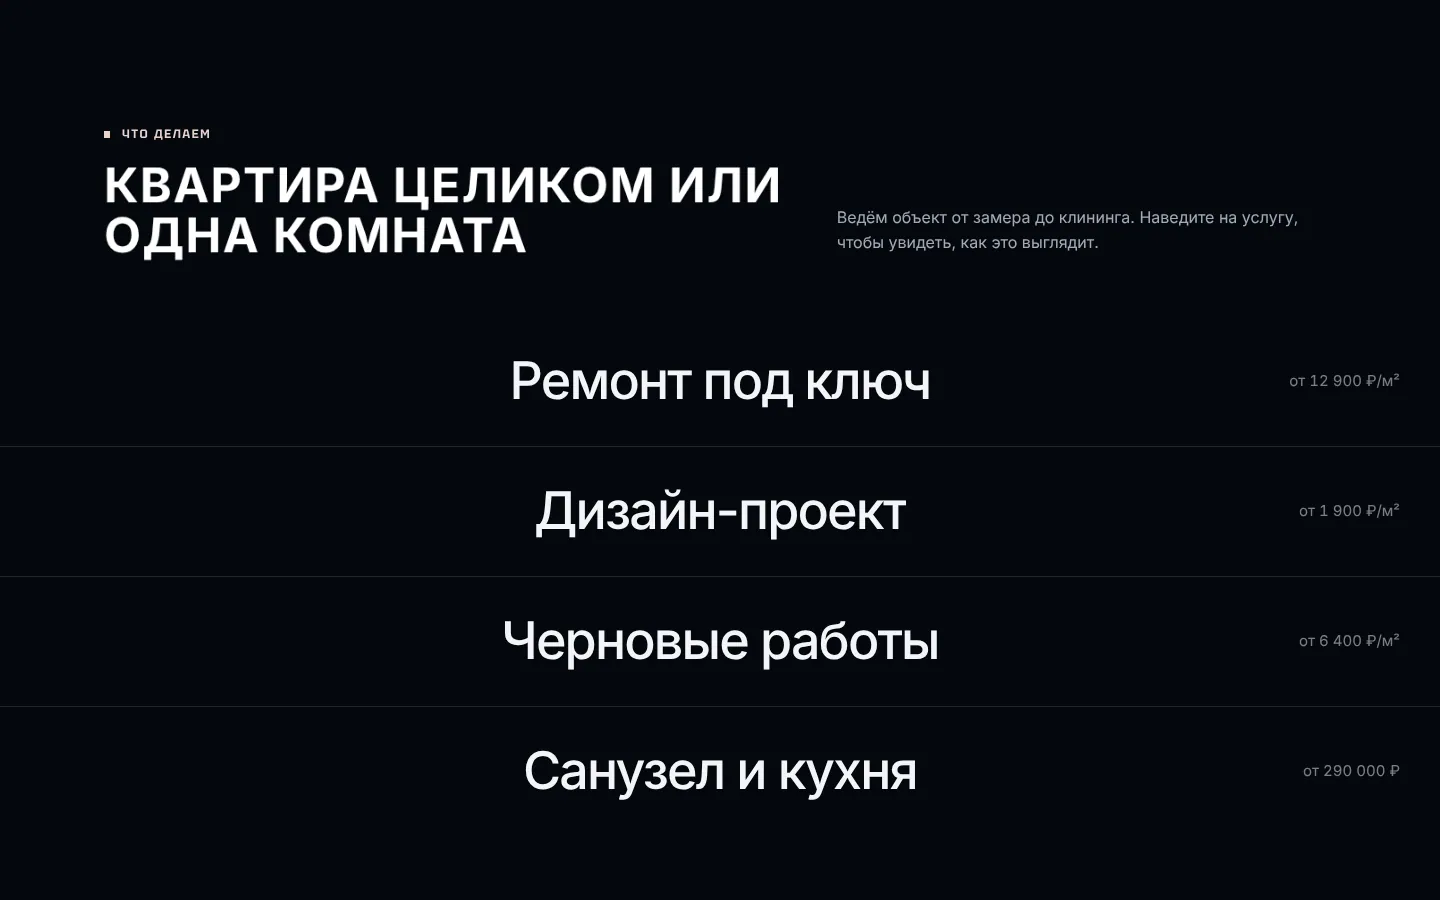 ЧТО ДЕЛАЕМ
КВАРТИРА ЦЕЛИКОМ ИЛИ
ОДНА КОМНАТА
Ведём объект от замера до клининга. Наведите на услугу,
чтобы увидеть, как это выглядит.
Ремонт под ключ
от 12 900 ₽/м²
Дизайн-проект
от 1 900 ₽/м²
Черновые работы
от 6 400 ₽/м²
Санузел и кухня
от 290 000 ₽